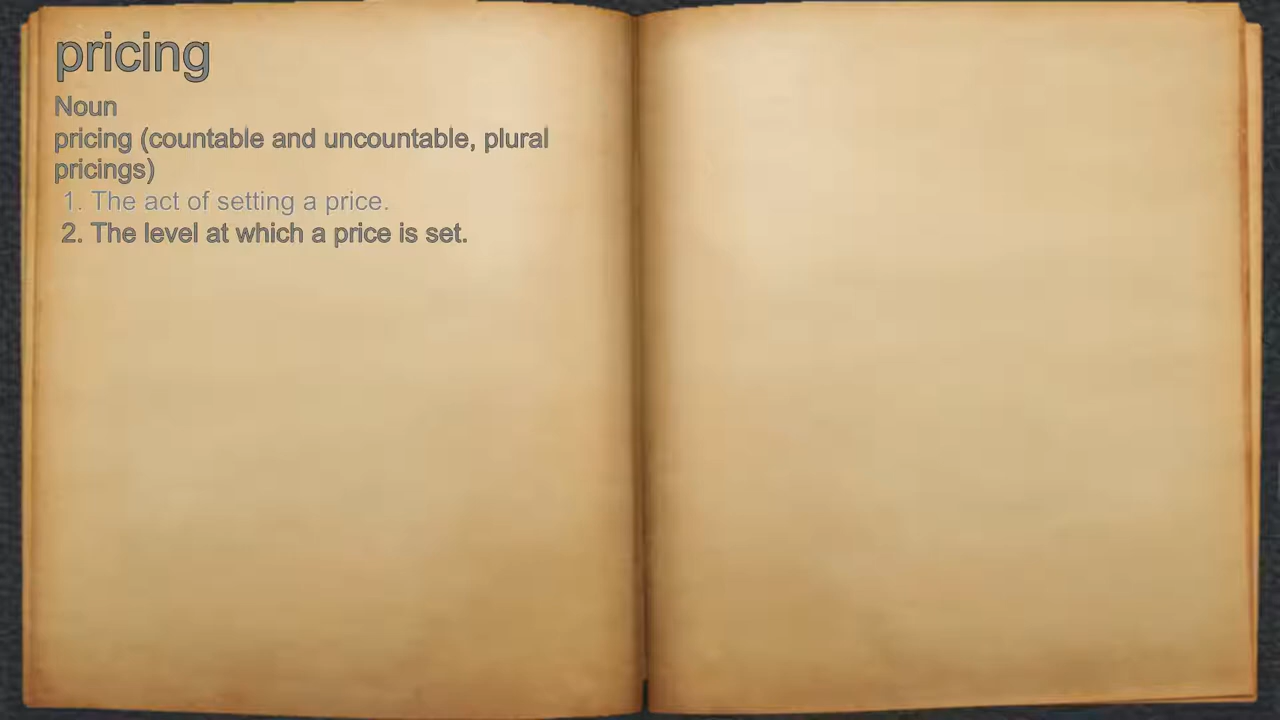 pricing
Noun
pricing (countable and uncountable, plural
pricings)
1. The act of setting a price.
2. The level at which a price is set.